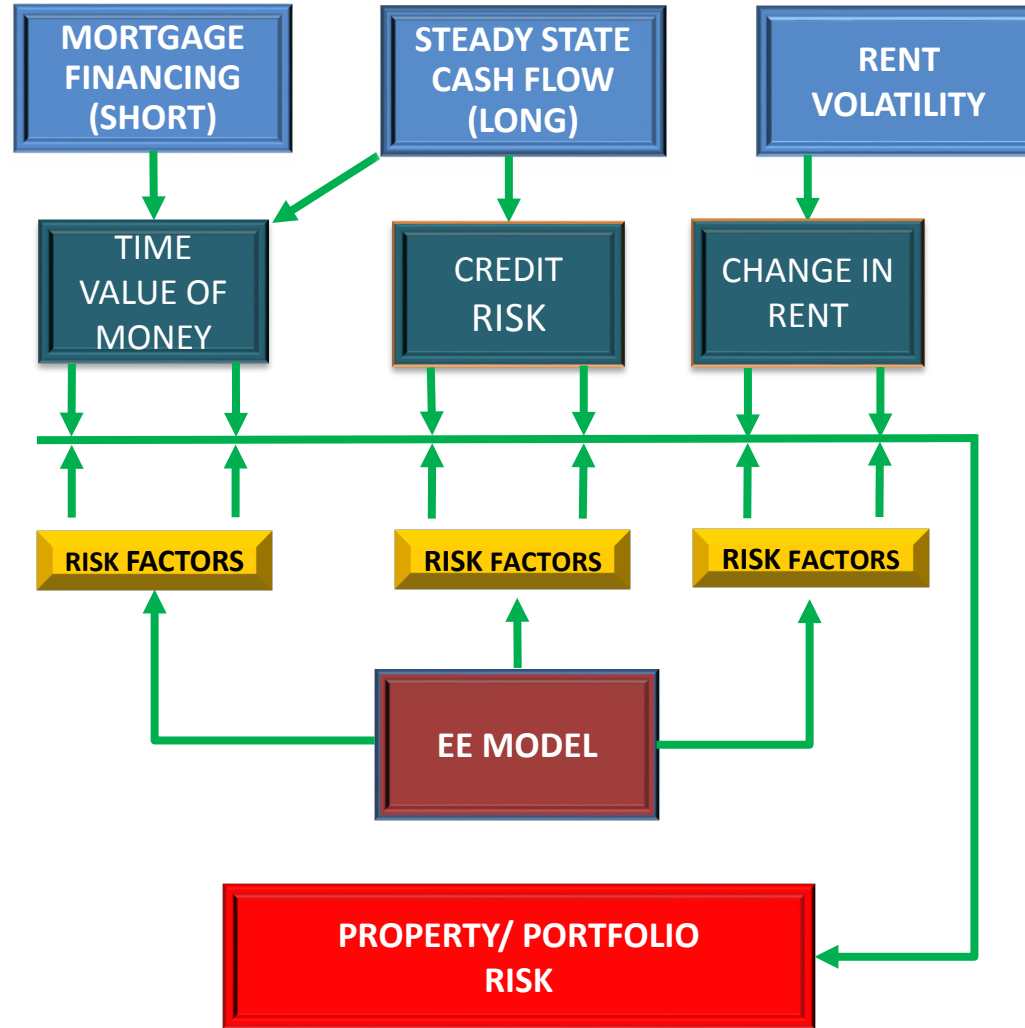 MORTGAGE
FINANCING
(SHORT)
STEADY STATE
CASH FLOW
(LONG)
RENT
VOLATILITY
TIME
VALUE OF
MONEY
CREDIT
RISK
CHANGE IN
RENT
RISK FACTORS
RISK FACTORS
RISK FACTORS
EE MODEL
PROPERTY/ PORTFOLIO
RISK